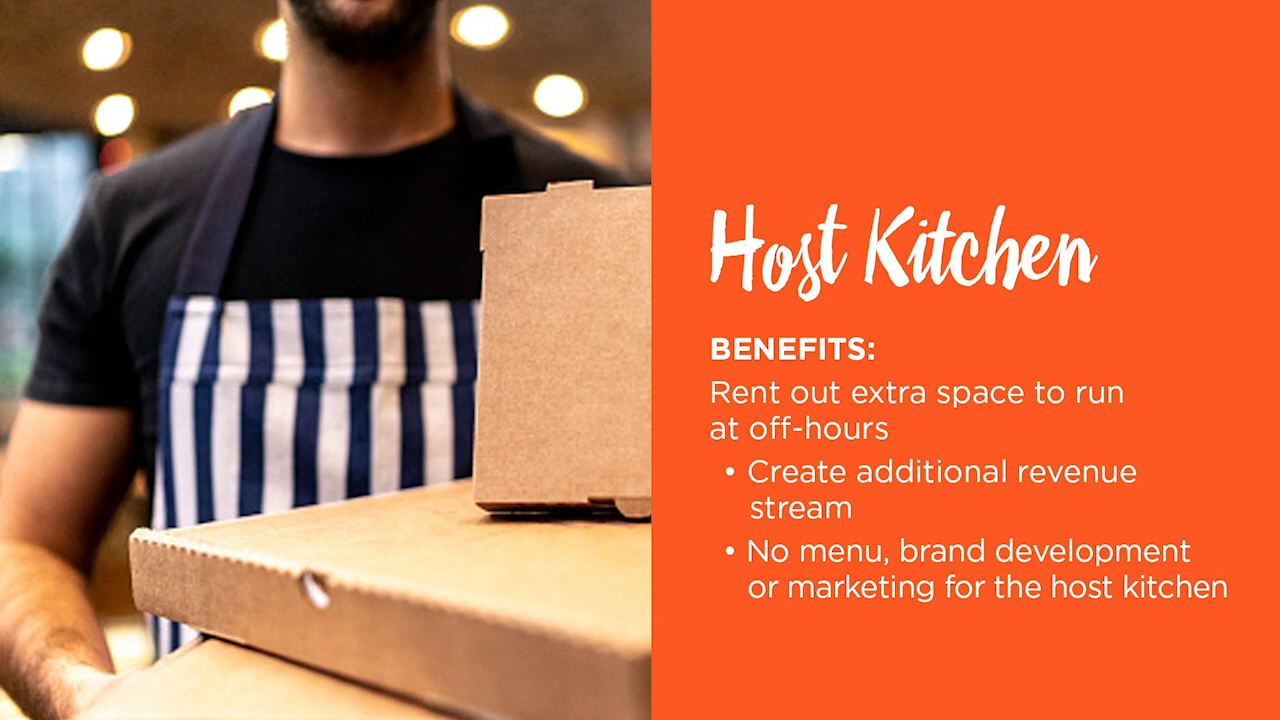 Host Kitchen
BENEFITS:
Rent out extra space to run
at off-hours
• Create additional revenue
stream
• No menu, brand development
or marketing for the host kitchen